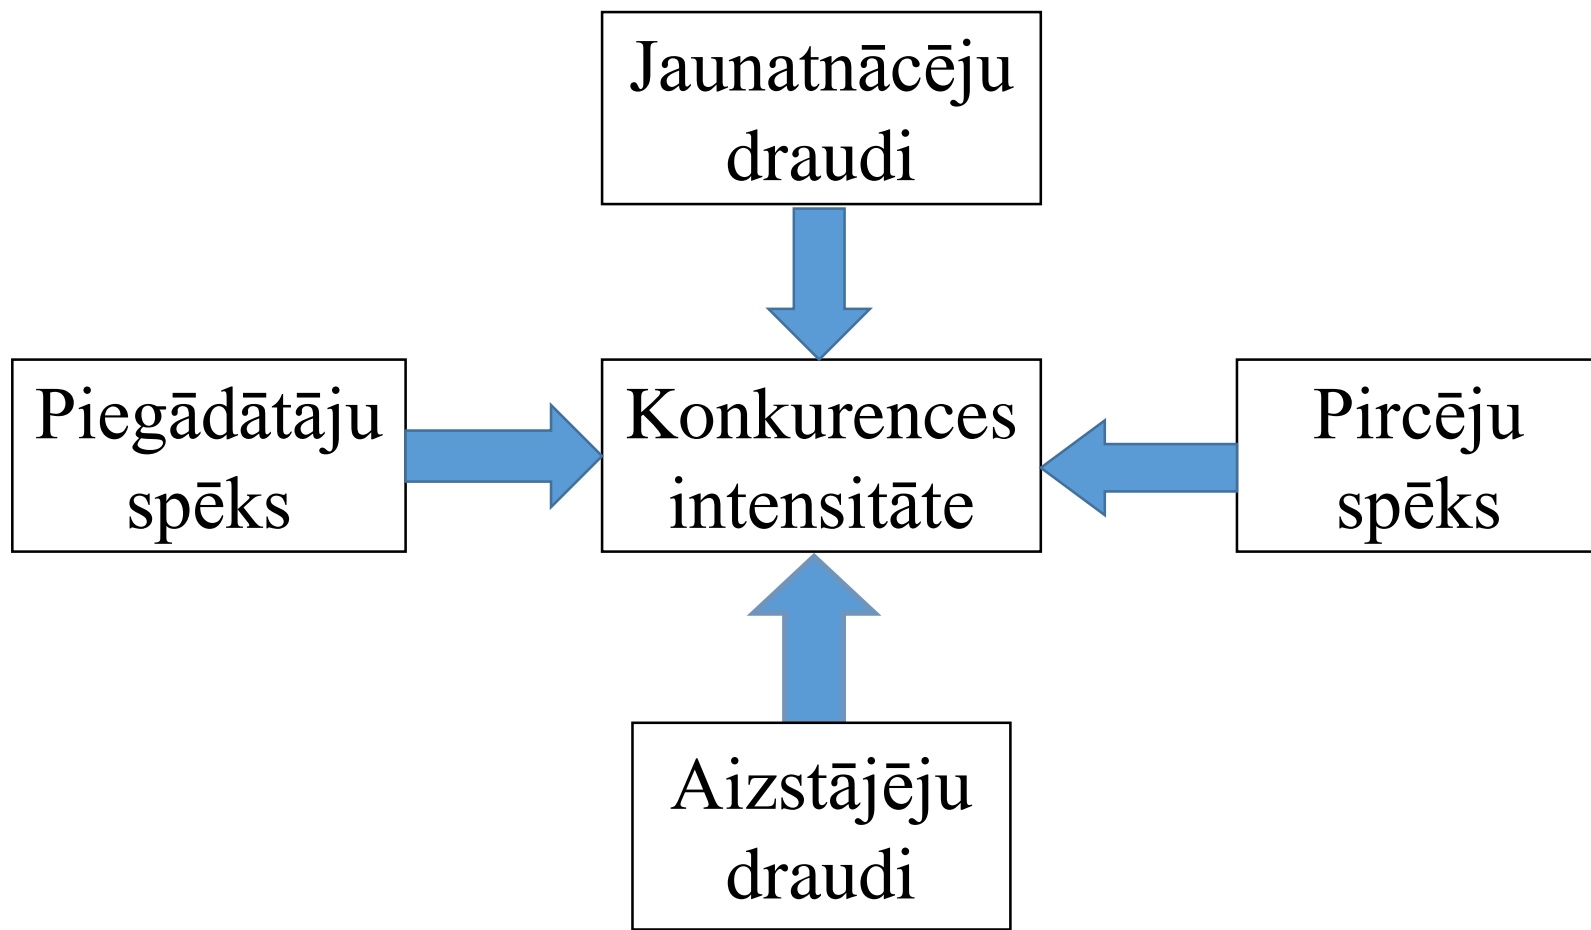 Jaunatnācēju
draudi
Piegādātāju
spēks
Konkurences
intensitāte
Pircēju
spēks
Aizstājēju
draudi